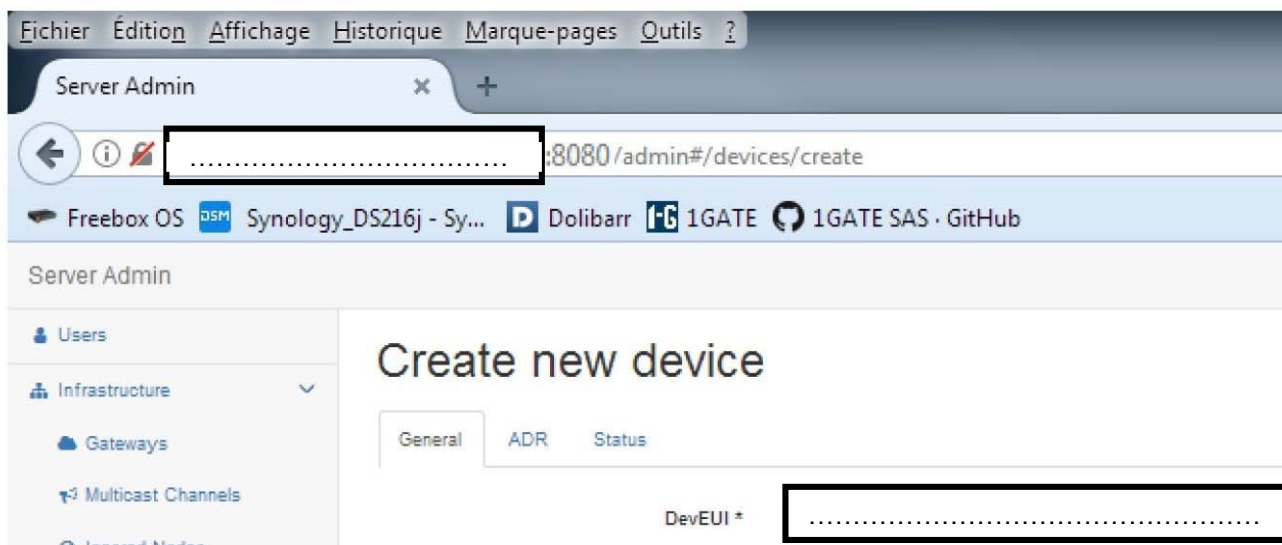 Fichier Édition Affichage Historique Marque-pages Outils ?
Server Admin
.................................... :8080/admin#/devices/create
Freebox OS DSM Synology_DS216j - Sy... Dolibarr 1GATE 1GATE SAS · GitHub
Server Admin
Users
Infrastructure
Gateways
Multicast Channels
Create new device
General ADR Status
DevEUI * ..................................................